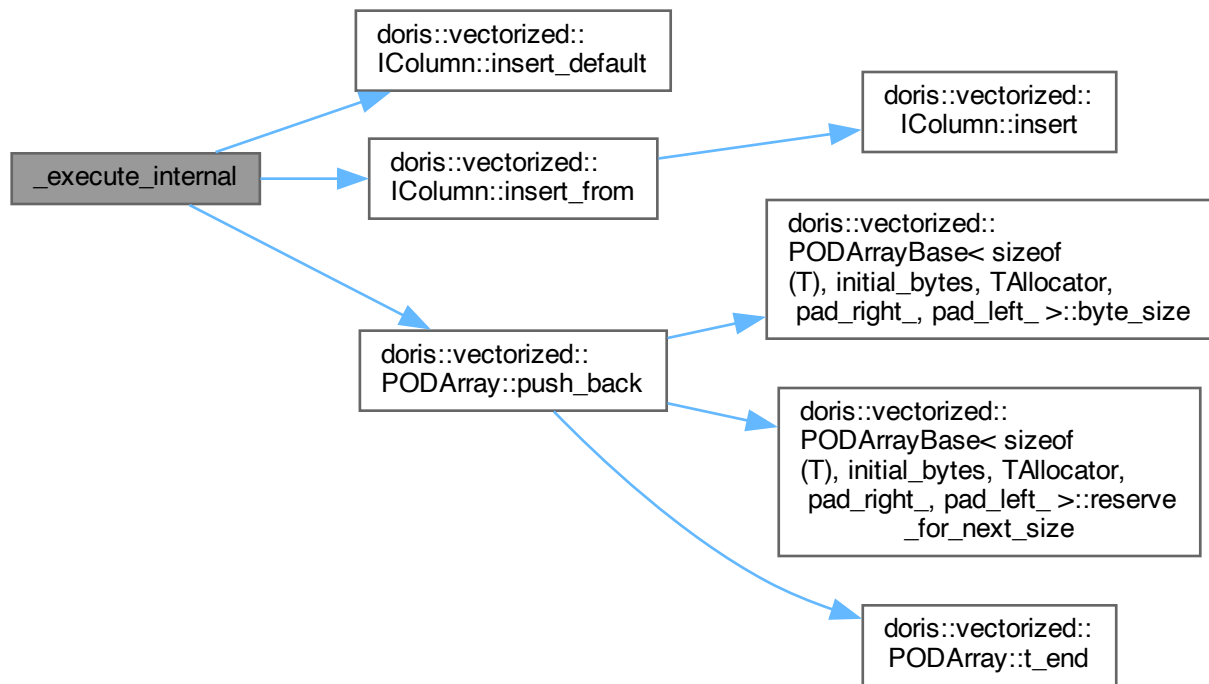 _execute_internal
doris::vectorized::
IColumn::insert_default
doris::vectorized::
IColumn::insert_from
doris::vectorized::
IColumn::insert
doris::vectorized::
PODArray::push_back
doris::vectorized::
PODArrayBase< sizeof
(T), initial_bytes, TAllocator,
pad_right_, pad_left_ >::byte_size
doris::vectorized::
PODArrayBase< sizeof
(T), initial_bytes, TAllocator,
pad_right_, pad_left_ >::reserve
_for_next_size
doris::vectorized::
PODArray::t_end